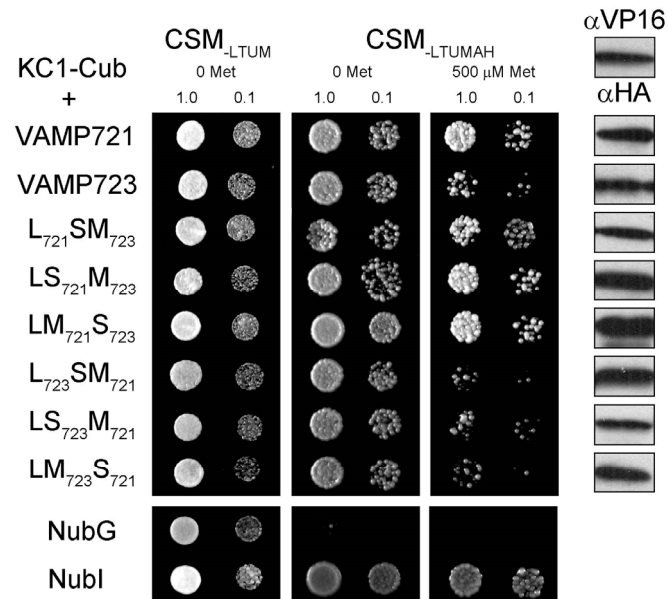 CSM-LTUM CSM-LTUMAH αVP16
KC1-Cub 0 Met 0 Met 500 µM Met
+ 1.0 0.1 1.0 0.1 1.0 0.1 αHA
VAMP721
VAMP723
L721SM723
LS721M723
LM721S723
L723SM721
LS723M721
LM723S721
NubG
NubI